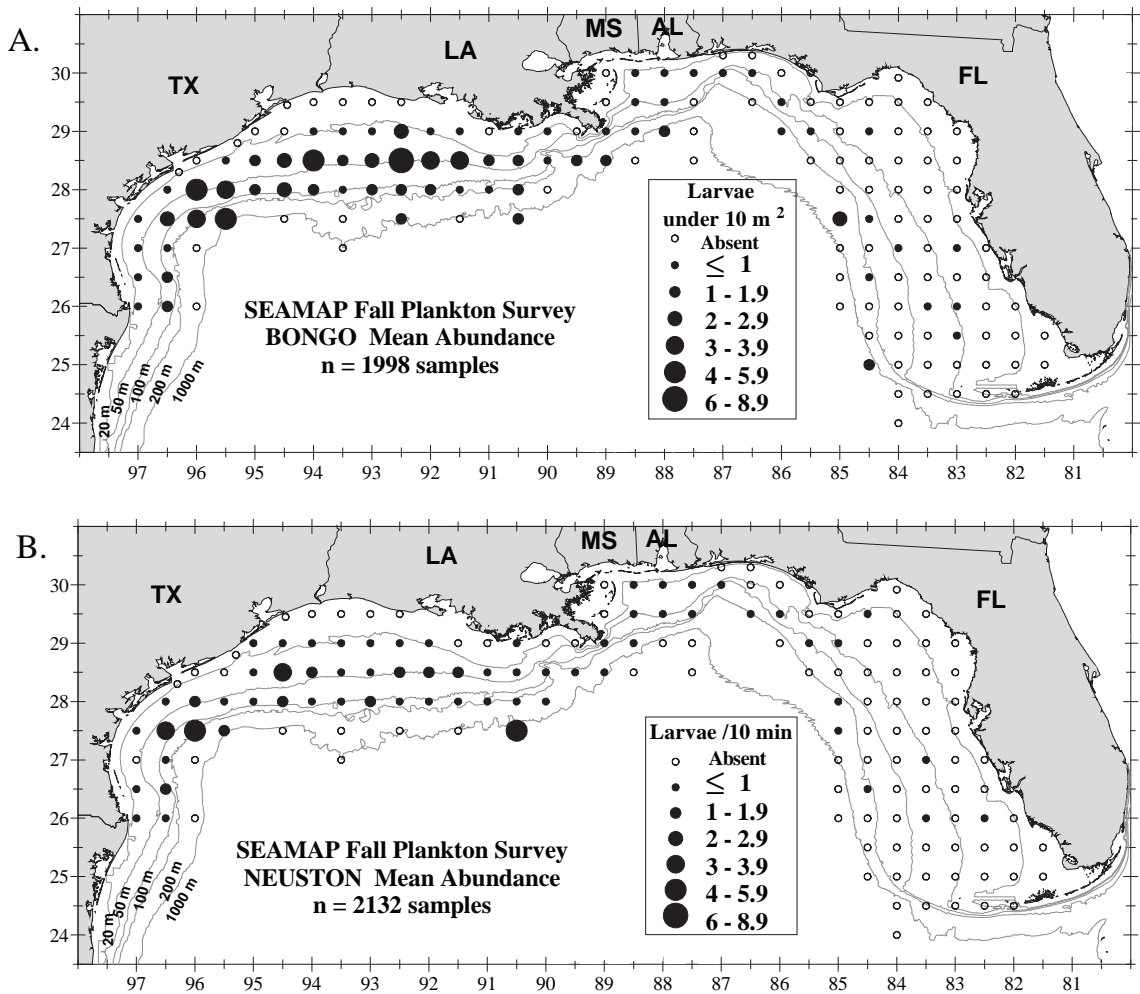 A.
MS
AL
TX
LA
FL
30
29
28
27
26
25
24
Larvae
under 10 m 2
Absent
≤ 1
1 - 1.9
2 - 2.9
3 - 3.9
4 - 5.9
6 - 8.9
SEAMAP Fall Plankton Survey
BONGO Mean Abundance
n = 1998 samples
20 m
50 m
100 m
200 m
1000 m
97 96 95 94 93 92 91 90 89 88 87 86 85 84 83 82 81
B.
MS
AL
TX
LA
FL
30
29
28
27
26
25
24
Larvae /10 min
Absent
≤ 1
1 - 1.9
2 - 2.9
3 - 3.9
4 - 5.9
6 - 8.9
SEAMAP Fall Plankton Survey
NEUSTON Mean Abundance
n = 2132 samples
20 m
50 m
100 m
200 m
1000 m
97 96 95 94 93 92 91 90 89 88 87 86 85 84 83 82 81